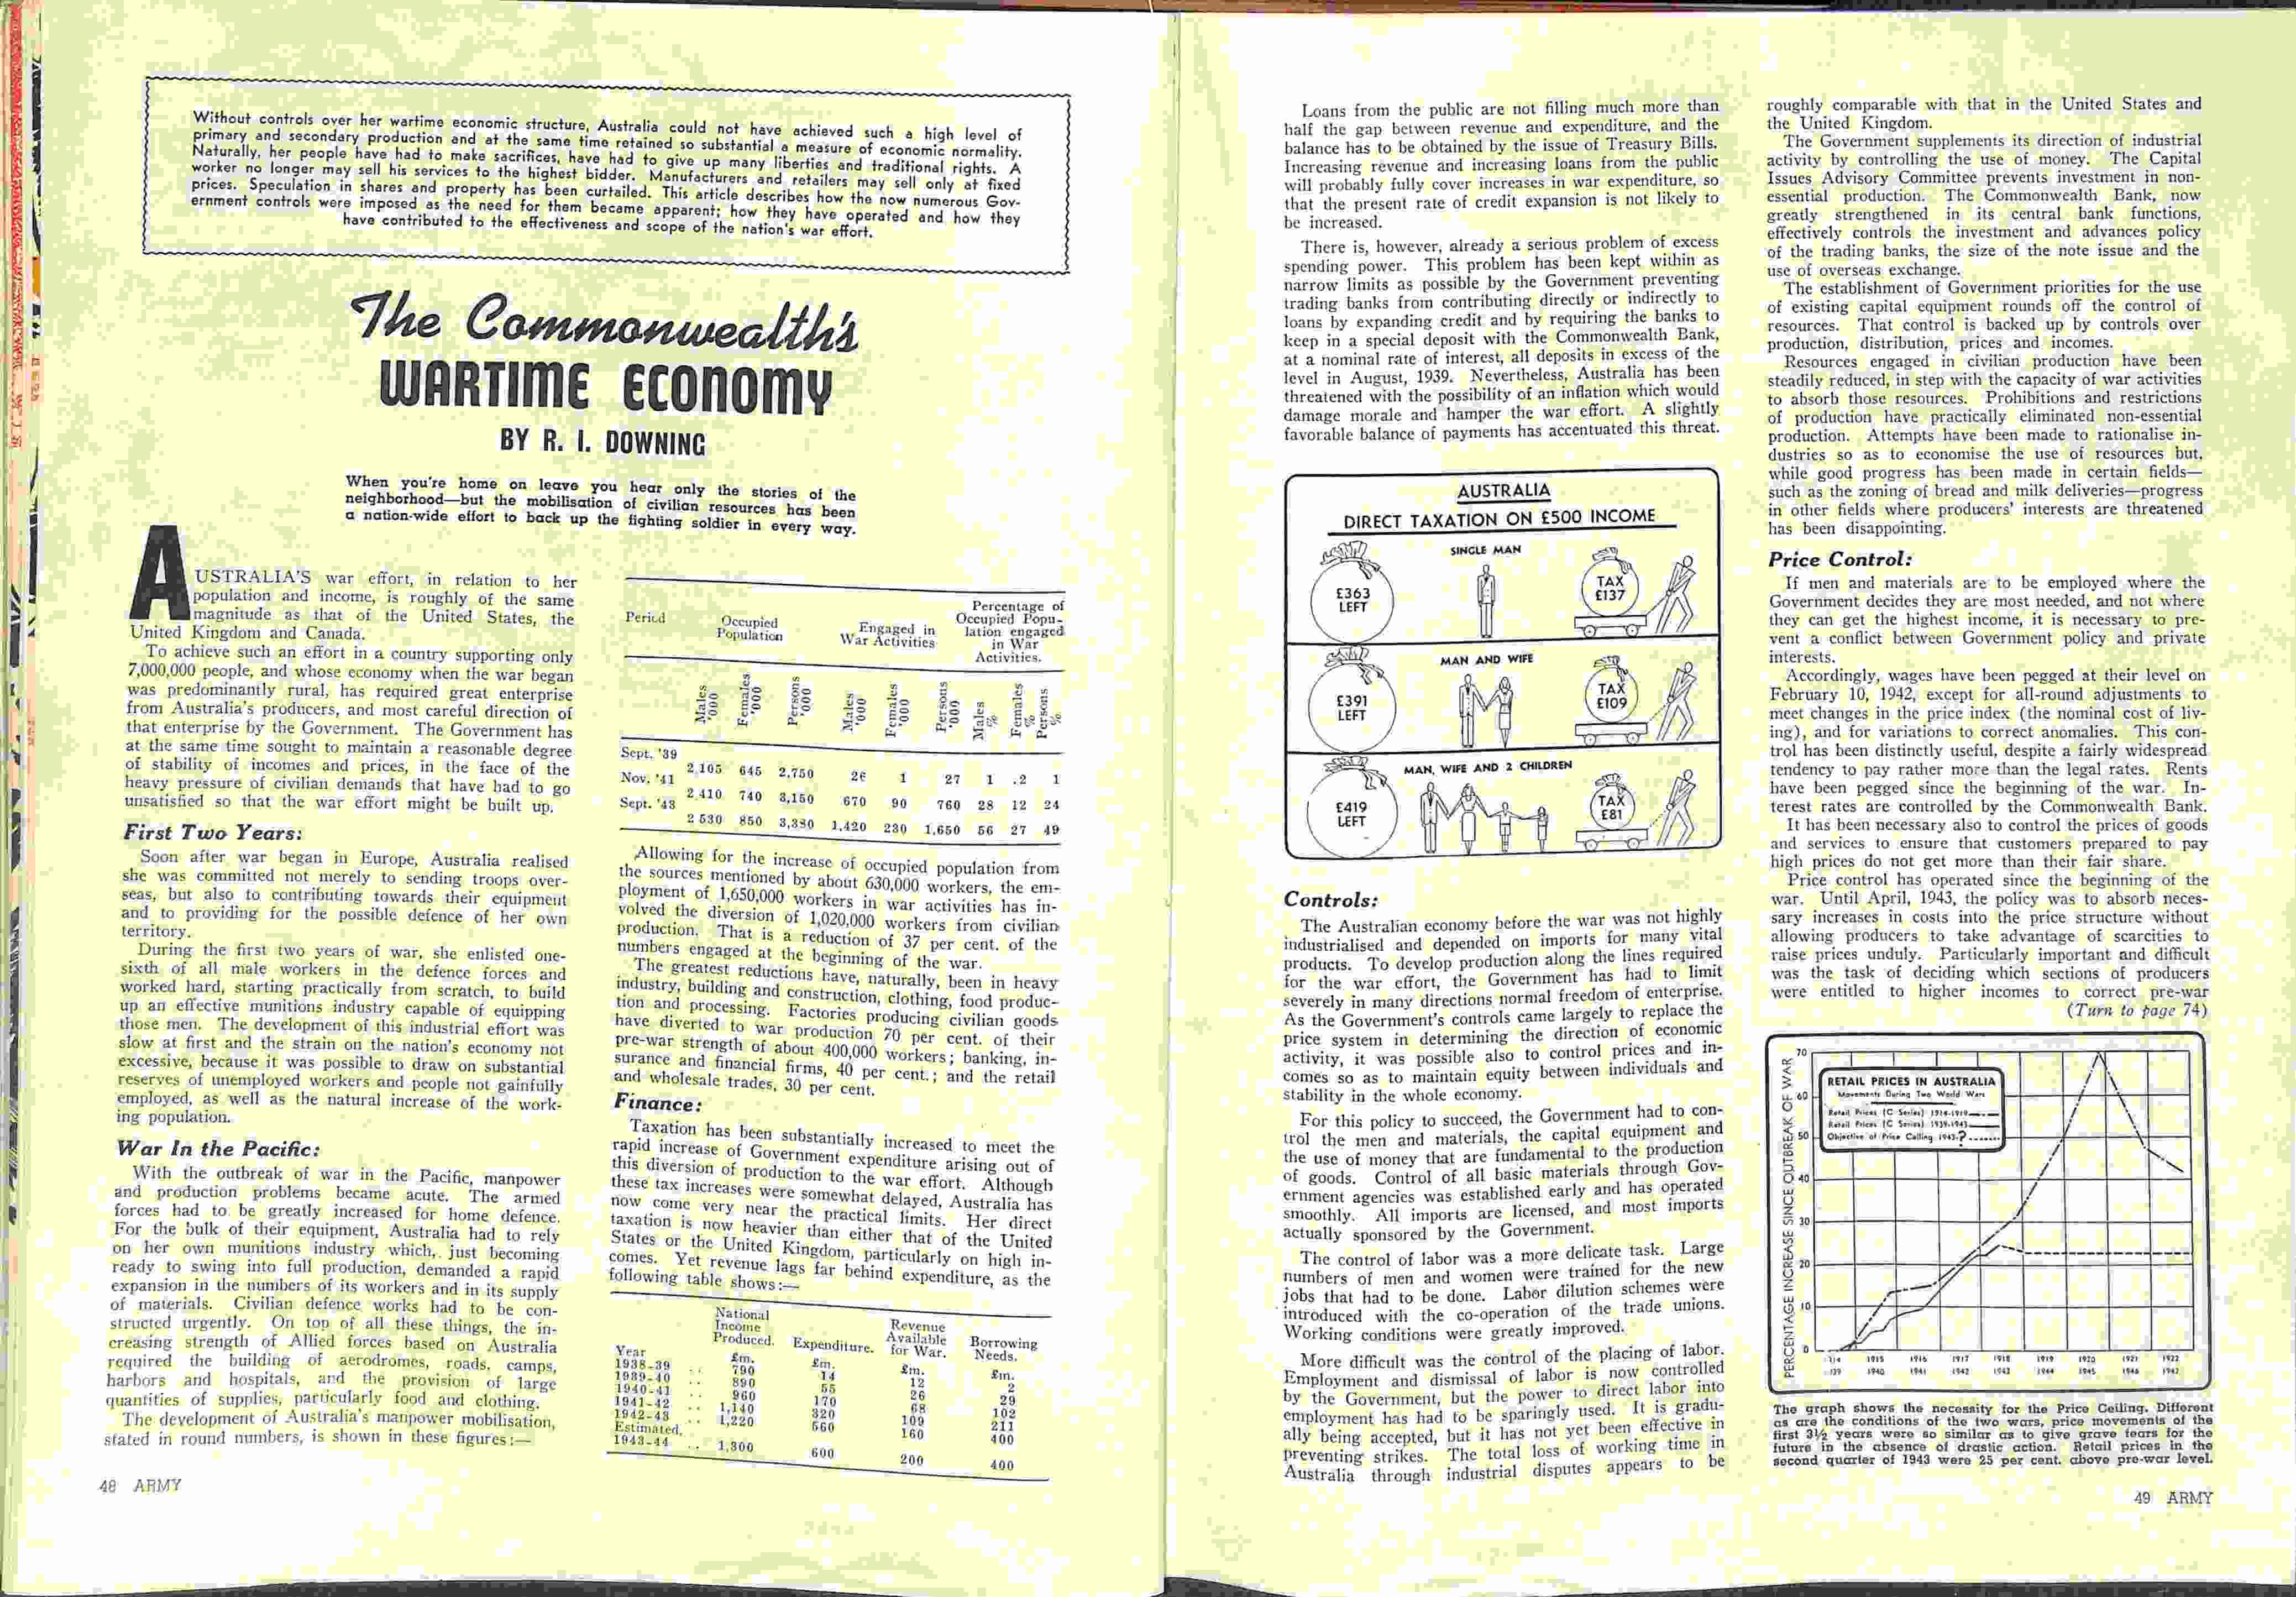 Without controls over her wartime economic structure, Australia could not have achieved such a high level of
primary and secondary production and at the same time retained so substantial a measure of economic normality.
Naturally, her people have had to make sacrifices, have had to give up many liberties and traditional rights. A
worker no longer may sell his services to the highest bidder. Manufacturers and retailers may sell only at fixed
prices. Speculation in shares and property has been curtailed. This article describes how the now numerous Gov-
ernment controls were imposed as the need for them became apparent; how they have operated and how they
have contributed to the effectiveness and scope of the nation's war effort.
The Commonwealth's
WARTIME ECONOMY
BY R. I. DOWNING
When you're home on leave you hear only the stories of the
neighborhood—but the mobilisation of civilian resources has been
a nation-wide effort to back up the fighting soldier in every way.
AUSTRALIA'S war effort, in relation to her
population and income, is roughly of the same
magnitude as that of the United States, the
United Kingdom and Canada.
To achieve such an effort in a country supporting only
7,000,000 people, and whose economy when the war began
was predominantly rural, has required great enterprise
from Australia's producers, and most careful direction of
that enterprise by the Government. The Government has
at the same time sought to maintain a reasonable degree
of stability of incomes and prices, in the face of the
heavy pressure of civilian demands that have had to go
unsatisfied so that the war effort might be built up.
First Two Years:
Soon after war began in Europe, Australia realised
she was committed not merely to sending troops over-
seas, but also to contributing towards their equipment
and to providing for the possible defence of her own
territory.
During the first two years of war, she enlisted one-
sixth of all male workers in the defence forces and
worked hard, starting practically from scratch, to build
up an effective munitions industry capable of equipping
those men. The development of this industrial effort was
slow at first and the strain on the nation's economy not
excessive, because it was possible to draw on substantial
reserves of unemployed workers and people not gainfully
employed, as well as the natural increase of the work-
ing population.
War In the Pacific:
With the outbreak of war in the Pacific, manpower
and production problems became acute. The armed
forces had to be greatly increased for home defence.
For the bulk of their equipment, Australia had to rely
on her own munitions industry which, just becoming
ready to swing into full production, demanded a rapid
expansion in the numbers of its workers and in its supply
of materials. Civilian defence works had to be con-
structed urgently. On top of all these things, the in-
creasing strength of Allied forces based on Australia
required the building of aerodromes, roads, camps,
harbors and hospitals, and the provision of large
quantities of supplies, particularly food and clothing.
The development of Australia's manpower mobilisation,
stated in round numbers, is shown in these figures:—
48 ARMY
Period Occupied Population Engaged in War Activities Percentage of Occupied Popu-lation engaged in War Activities.
Males '000 Females '000 Persons '000 Males '000 Females '000 Persons '000 Males % Females % Persons %
Sept. '39 2,105 645 2,750 26 1 27 1 .2 1
Nov. '41 2,410 740 3,150 670 90 760 28 12 24
Sept. '43 2,530 850 3,380 1,420 230 1,650 56 27 49
Allowing for the increase of occupied population from
the sources mentioned by about 630,000 workers, the em-
ployment of 1,650,000 workers in war activities has in-
volved the diversion of 1,020,000 workers from civilian
production. That is a reduction of 37 per cent. of the
numbers engaged at the beginning of the war.
The greatest reductions have, naturally, been in heavy
industry, building and construction, clothing, food produc-
tion and processing. Factories producing civilian goods
have diverted to war production 70 per cent. of their
pre-war strength of about 400,000 workers; banking, in-
surance and financial firms, 40 per cent.; and the retail
and wholesale trades, 30 per cent.
Finance:
Taxation has been substantially increased to meet the
rapid increase of Government expenditure arising out of
this diversion of production to the war effort. Although
these tax increases were somewhat delayed, Australia has
now come very near the practical limits. Her direct
taxation is now heavier than either that of the United
States or the United Kingdom, particularly on high in-
comes. Yet revenue lags far behind expenditure, as the
following table shows:—
Year National Income Produced. Expenditure. Revenue Available for War. Borrowing Needs.
£m. £m. £m. £m.
1938-39 .. 790 14 12 2
1939-40 .. 890 55 26 29
1940-41 .. 960 170 68 102
1941-42 .. 1,140 320 109 211
1942-43 .. 1,220 560 160 400
Estimated,
1943-44 .. 1,300 600 200 400
Loans from the public are not filling much more than
half the gap between revenue and expenditure, and the
balance has to be obtained by the issue of Treasury Bills.
Increasing revenue and increasing loans from the public
will probably fully cover increases in war expenditure, so
that the present rate of credit expansion is not likely to
be increased.
There is, however, already a serious problem of excess
spending power. This problem has been kept within as
narrow limits as possible by the Government preventing
trading banks from contributing directly or indirectly to
loans by expanding credit and by requiring the banks to
keep in a special deposit with the Commonwealth Bank,
at a nominal rate of interest, all deposits in excess of the
level in August, 1939. Nevertheless, Australia has been
threatened with the possibility of an inflation which would
damage morale and hamper the war effort. A slightly
favorable balance of payments has accentuated this threat.
AUSTRALIA
DIRECT TAXATION ON £500 INCOME
SINGLE MAN
£363 LEFT
TAX £137
MAN AND WIFE
£391 LEFT
TAX £109
MAN, WIFE AND 2 CHILDREN
£419 LEFT
TAX £81
Controls:
The Australian economy before the war was not highly
industrialised and depended on imports for many vital
products. To develop production along the lines required
for the war effort, the Government has had to limit
severely in many directions normal freedom of enterprise.
As the Government's controls came largely to replace the
price system in determining the direction of economic
activity, it was possible also to control prices and in-
comes so as to maintain equity between individuals and
stability in the whole economy.
For this policy to succeed, the Government had to con-
trol the men and materials, the capital equipment and
the use of money that are fundamental to the production
of goods. Control of all basic materials through Gov-
ernment agencies was established early and has operated
smoothly. All imports are licensed, and most imports
actually sponsored by the Government.
The control of labor was a more delicate task. Large
numbers of men and women were trained for the new
jobs that had to be done. Labor dilution schemes were
introduced with the co-operation of the trade unions.
Working conditions were greatly improved.
More difficult was the control of the placing of labor.
Employment and dismissal of labor is now controlled
by the Government, but the power to direct labor into
employment has had to be sparingly used. It is gradu-
ally being accepted, but it has not yet been effective in
preventing strikes. The total loss of working time in
Australia through industrial disputes appears to be
roughly comparable with that in the United States and
the United Kingdom.
The Government supplements its direction of industrial
activity by controlling the use of money. The Capital
Issues Advisory Committee prevents investment in non-
essential production. The Commonwealth Bank, now
greatly strengthened in its central bank functions,
effectively controls the investment and advances policy
of the trading banks, the size of the note issue and the
use of overseas exchange.
The establishment of Government priorities for the use
of existing capital equipment rounds off the control of
resources. That control is backed up by controls over
production, distribution, prices and incomes.
Resources engaged in civilian production have been
steadily reduced, in step with the capacity of war activities
to absorb those resources. Prohibitions and restrictions
of production have practically eliminated non-essential
production. Attempts have been made to rationalise in-
dustries so as to economise the use of resources but,
while good progress has been made in certain fields—
such as the zoning of bread and milk deliveries—progress
in other fields where producers' interests are threatened
has been disappointing.
Price Control:
If men and materials are to be employed where the
Government decides they are most needed, and not where
they can get the highest income, it is necessary to pre-
vent a conflict between Government policy and private
interests.
Accordingly, wages have been pegged at their level on
February 10, 1942, except for all-round adjustments to
meet changes in the price index (the nominal cost of liv-
ing), and for variations to correct anomalies. This con-
trol has been distinctly useful, despite a fairly widespread
tendency to pay rather more than the legal rates. Rents
have been pegged since the beginning of the war. In-
terest rates are controlled by the Commonwealth Bank.
It has been necessary also to control the prices of goods
and services to ensure that customers prepared to pay
high prices do not get more than their fair share.
Price control has operated since the beginning of the
war. Until April, 1943, the policy was to absorb neces-
sary increases in costs into the price structure without
allowing producers to take advantage of scarcities to
raise prices unduly. Particularly important and difficult
was the task of deciding which sections of producers
were entitled to higher incomes to correct pre-war
(Turn to page 74)
PERCENTAGE INCREASE SINCE OUTBREAK OF WAR
70
60
50
40
30
20
10
0
RETAIL PRICES IN AUSTRALIA
Movements During Two World Wars
Retail Prices (C Series) 1914-1919
Retail Prices (C Series) 1939-1943
Objective of Price Ceiling 1943-?
1915 1916 1917 1918 1919 1920 1921 1922
1940 1941 1942 1943 1944 1945 1946 1947
The graph shows the necessity for the Price Ceiling. Different
as are the conditions of the two wars, price movements of the
first 3½ years were so similar as to give grave fears for the
future in the absence of drastic action. Retail prices in the
second quarter of 1943 were 25 per cent. above pre-war level.
49 ARMY